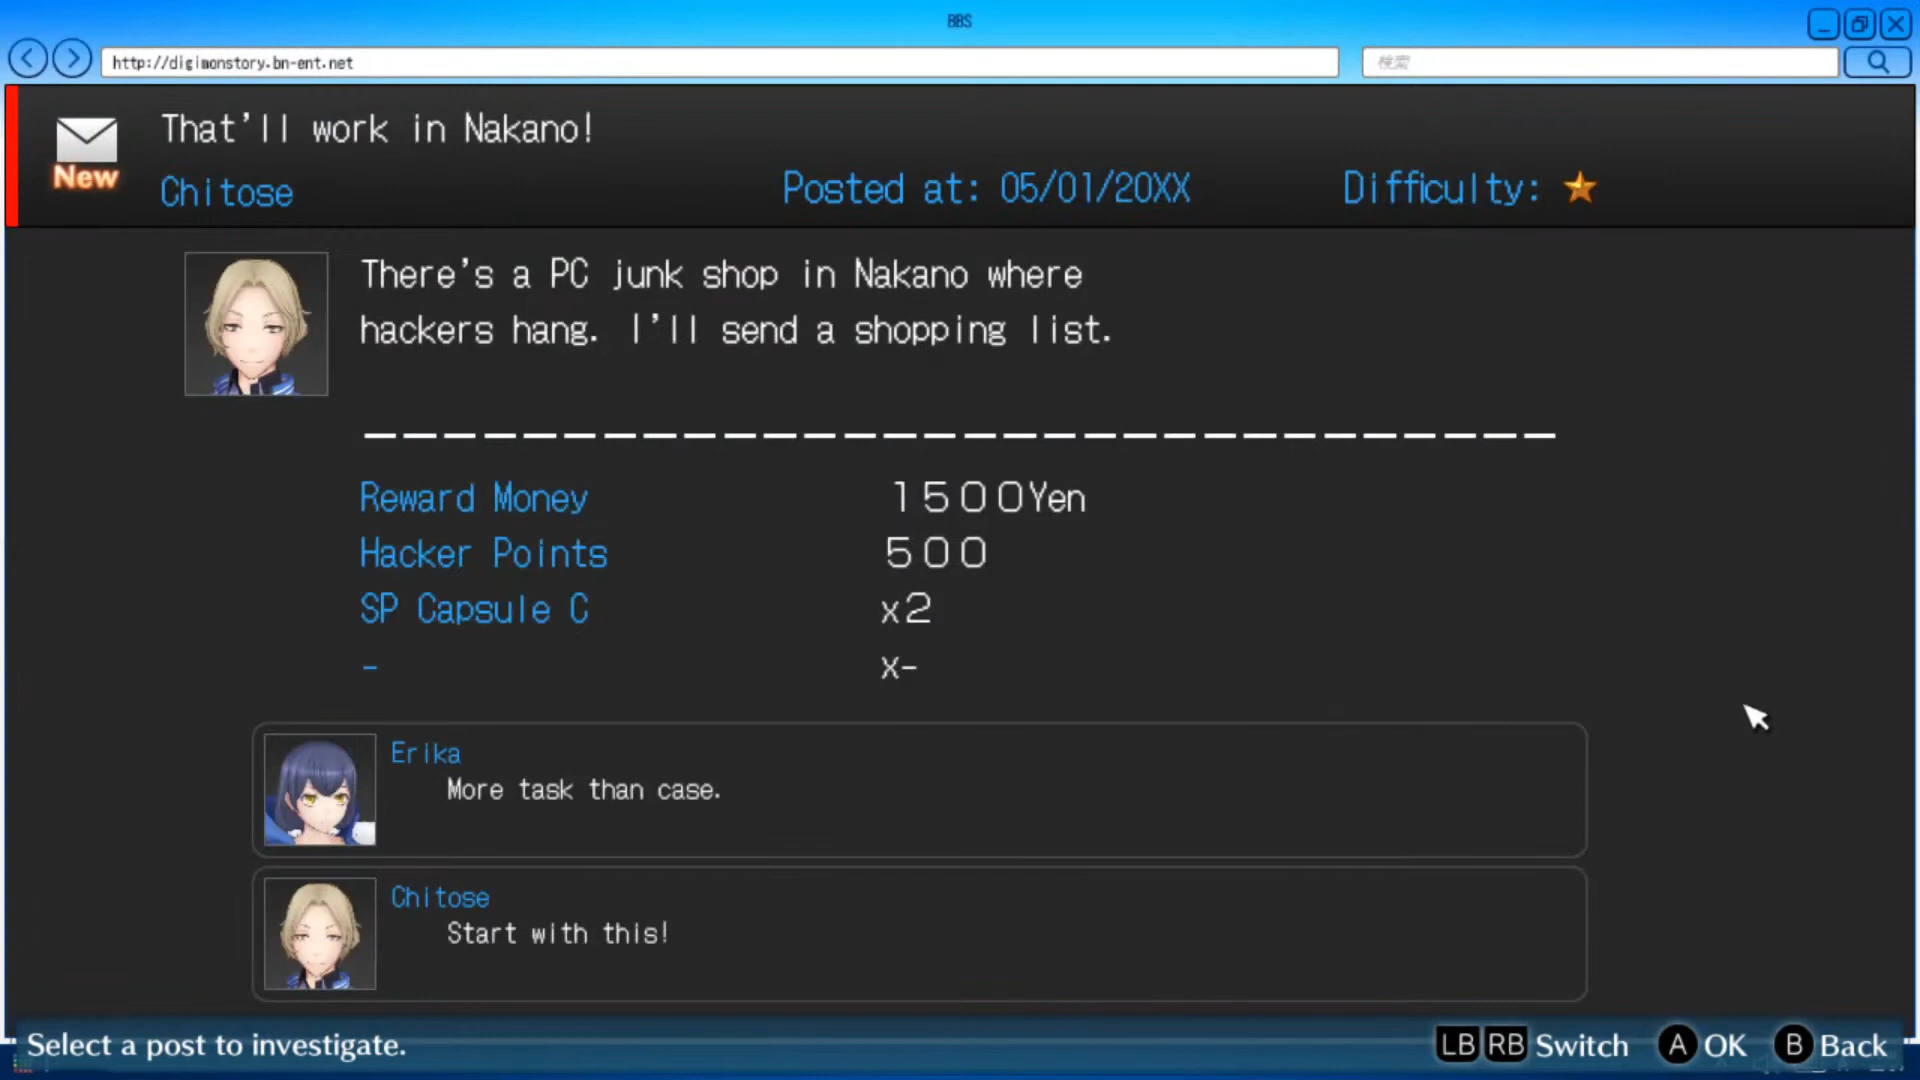 BBS
http://digimonstory.bn-ent.net
検索
That'll work in Nakano!
New
Chitose
Posted at: 05/01/20XX
Difficulty: ★
There's a PC junk shop in Nakano where
hackers hang. I'll send a shopping list.
Reward Money 1500Yen
Hacker Points 500
SP Capsule C x2
- x-
Erika
More task than case.
Chitose
Start with this!
Select a post to investigate.
LB RB Switch A OK B Back